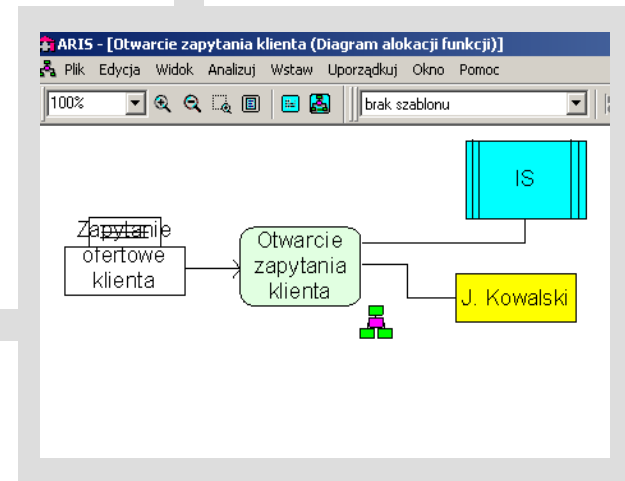 ARIS - [Otwarcie zapytania klienta (Diagram alokacji funkcji)]
Plik Edycja Widok Analizuj Wstaw Uporządkuj Okno Pomoc
100% brak szablonu
IS
Zapytanie
ofertowe
klienta
Otwarcie
zapytania
klienta
J. Kowalski